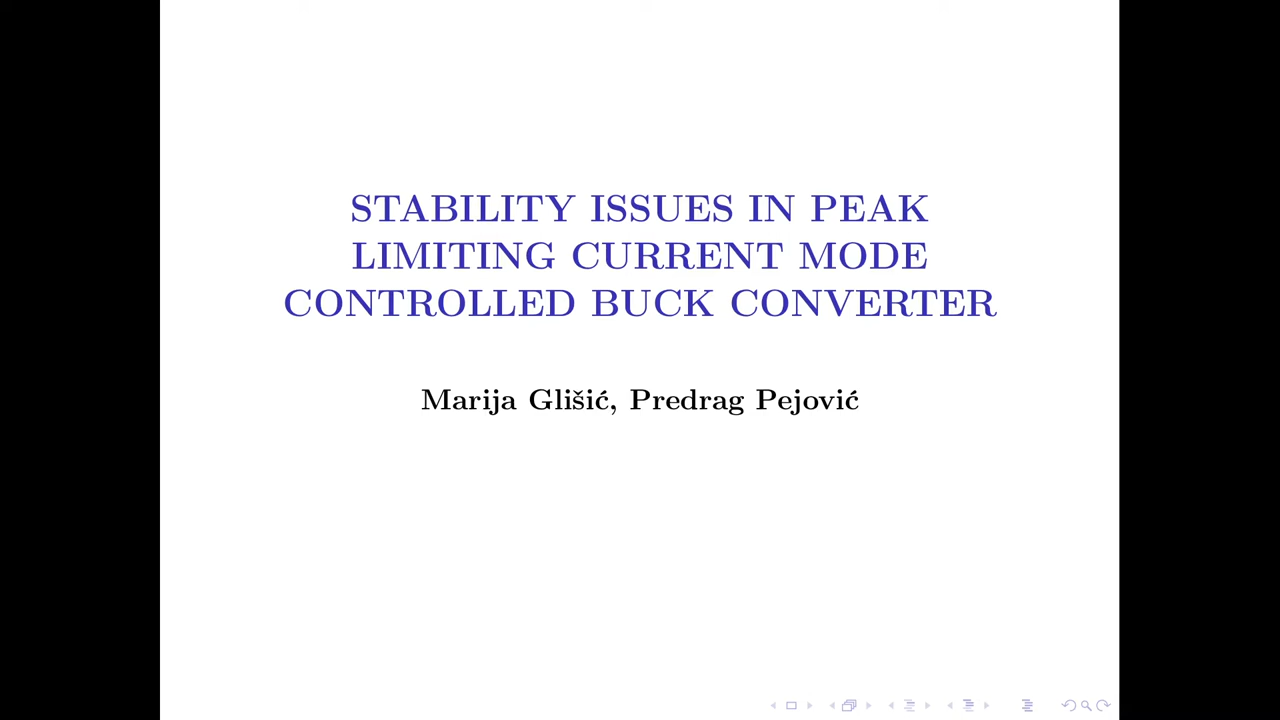 STABILITY ISSUES IN PEAK
LIMITING CURRENT MODE
CONTROLLED BUCK CONVERTER
Marija Glišić, Predrag Pejović